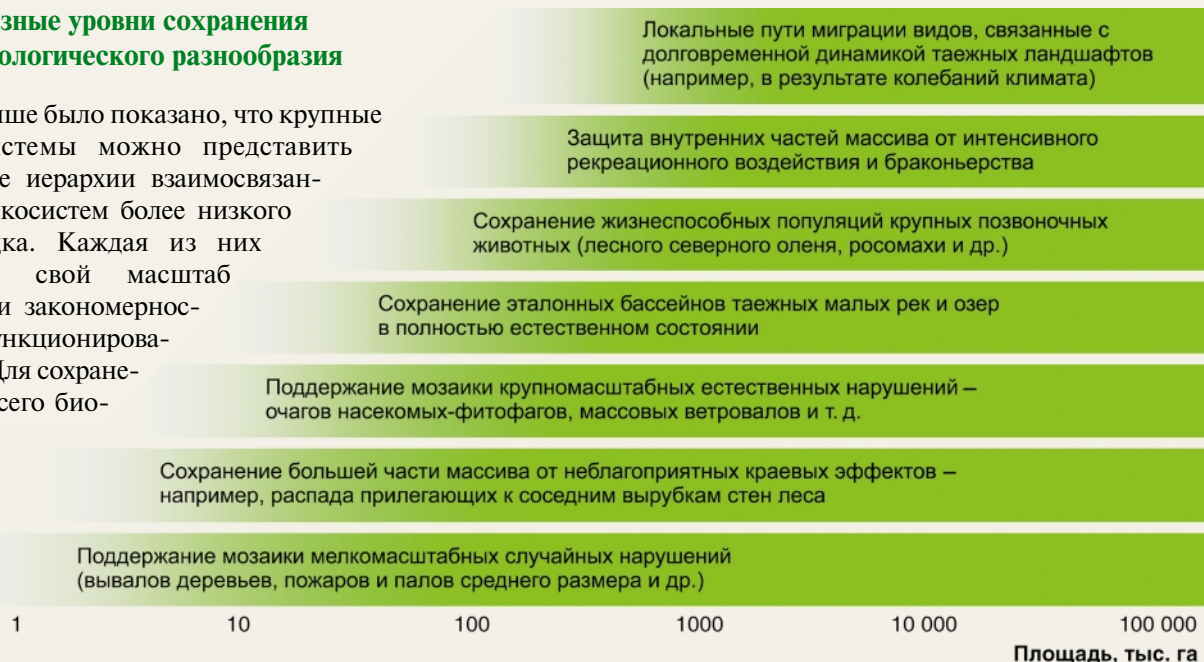 зные уровни сохранения
ологического разнообразия
ше было показано, что крупные
истемы можно представить
е иерархии взаимосвязан-
косистем более низкого
дка. Каждая из них
свой масштаб
и закономернос-
ункционирова-
Для сохране-
сего био-
Локальные пути миграции видов, связанные с
долговременной динамикой таежных ландшафтов
(например, в результате колебаний климата)
Защита внутренних частей массива от интенсивного
рекреационного воздействия и браконьерства
Сохранение жизнеспособных популяций крупных позвоночных
животных (лесного северного оленя, росомахи и др.)
Сохранение эталонных бассейнов таежных малых рек и озер
в полностью естественном состоянии
Поддержание мозаики крупномасштабных естественных нарушений –
очагов насекомых-фитофагов, массовых ветровалов и т. д.
Сохранение большей части массива от неблагоприятных краевых эффектов –
например, распада прилегающих к соседним вырубкам стен леса
Поддержание мозаики мелкомасштабных случайных нарушений
(вывалов деревьев, пожаров и палов среднего размера и др.)
1 10 100 1000 10 000 100 000
Площадь, тыс. га